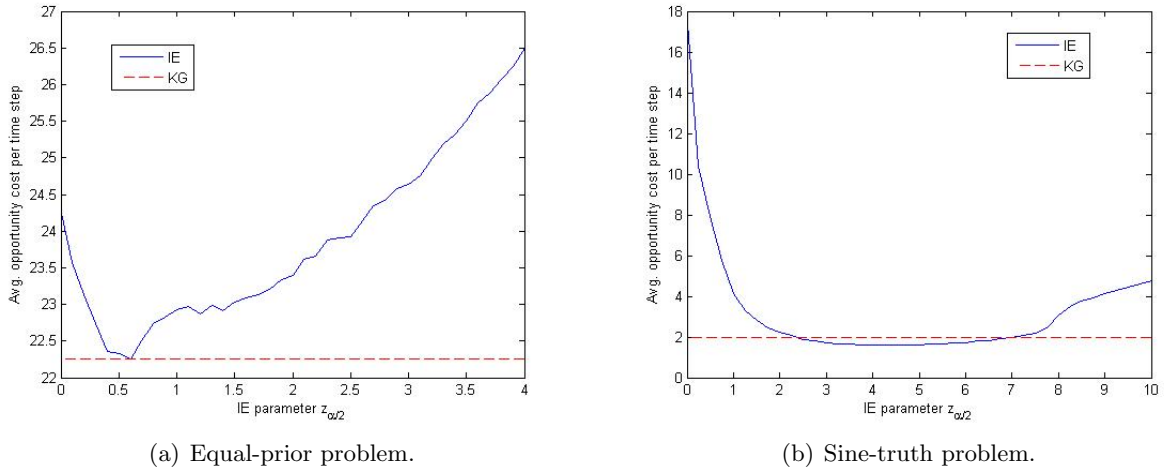 27
26.5
26
25.5
25
24.5
24
23.5
23
22.5
22
Avg. opportunity cost per time step
IE
KG
0 0.5 1 1.5 2 2.5 3 3.5 4
IE parameter z_{α/2}
(a) Equal-prior problem.
18
16
14
12
10
8
6
4
2
0
Avg. opportunity cost per time step
IE
KG
0 1 2 3 4 5 6 7 8 9 10
IE parameter z_{α/2}
(b) Sine-truth problem.